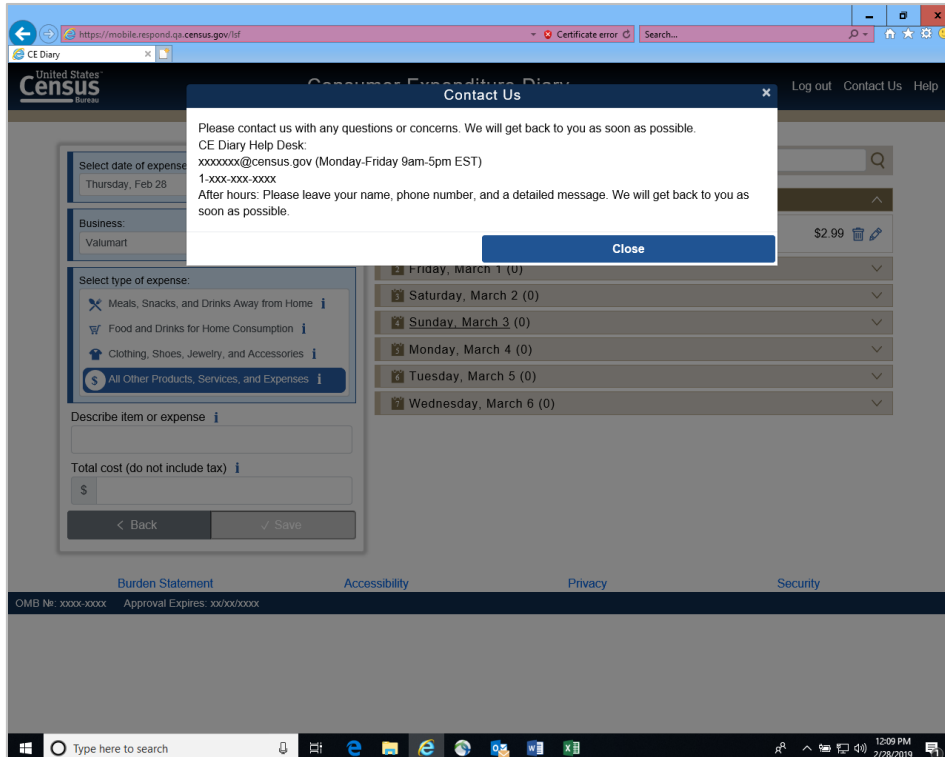 https://mobile.respond.qa.census.gov/lsf
Certificate error
Search...
CE Diary
United States
Census
Bureau
Consumer Expenditure Diary
Log out Contact Us Help
Contact Us
Please contact us with any questions or concerns. We will get back to you as soon as possible.
CE Diary Help Desk:
xxxxxxx@census.gov (Monday-Friday 9am-5pm EST)
1-xxx-xxx-xxxx
After hours: Please leave your name, phone number, and a detailed message. We will get back to you as
soon as possible.
Close
Select date of expense
Thursday, Feb 28
Business:
Valumart
Select type of expense:
Meals, Snacks, and Drinks Away from Home i
Food and Drinks for Home Consumption i
Clothing, Shoes, Jewelry, and Accessories i
$ All Other Products, Services, and Expenses i
Describe item or expense i
Total cost (do not include tax) i
$
< Back
✓ Save
$2.99
2 Friday, March 1 (0)
3 Saturday, March 2 (0)
4 Sunday, March 3 (0)
5 Monday, March 4 (0)
6 Tuesday, March 5 (0)
7 Wednesday, March 6 (0)
Burden Statement Accessibility Privacy Security
OMB №: xxxx-xxxx Approval Expires: xx/xx/xxxx
Type here to search
12:09 PM
2/28/2019